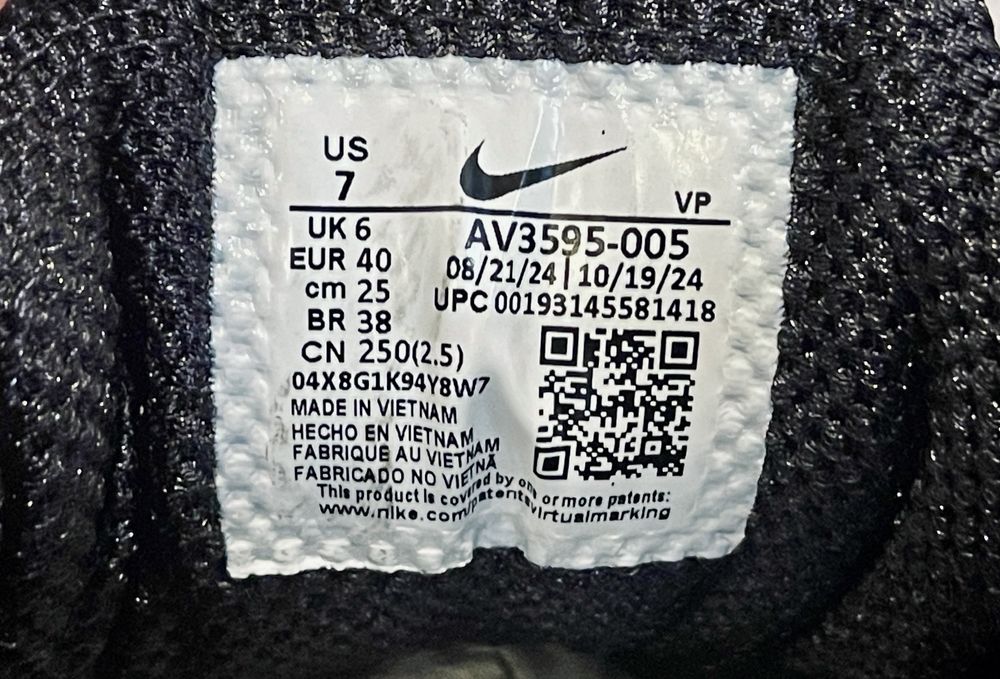 US
7
VP
UK 6
EUR 40
cm 25
BR 38
CN 250(2.5)
04X8G1K94Y8W7
AV3595-005
08/21/24|10/19/24
UPC 00193145581418
MADE IN VIETNAM
HECHO EN VIETNAM
FABRIQUE AU VIETNAM
FABRICADO NO VIETNÃ
This product is covered by one or more patents:
www.nike.com/patentsvirtualmarking